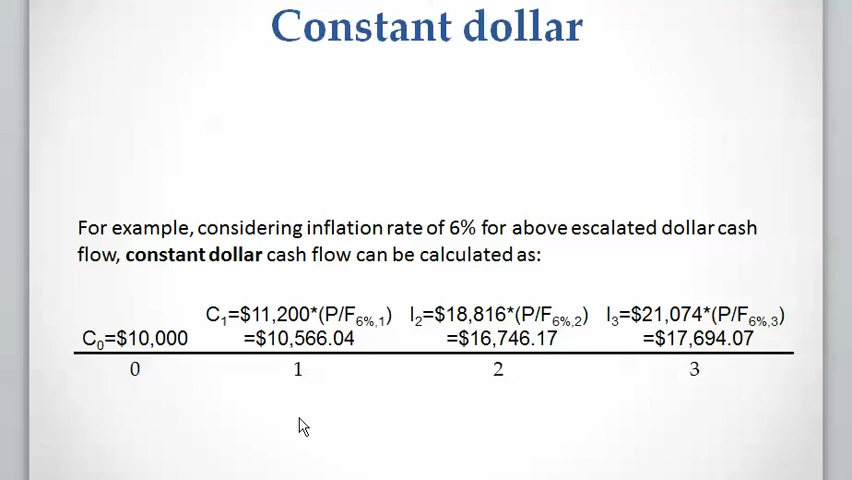 Constant dollar
For example, considering inflation rate of 6% for above escalated dollar cash
flow, constant dollar cash flow can be calculated as:
C₁=$11,200*(P/F₆%,₁) I₂=$18,816*(P/F₆%,₂) I₃=$21,074*(P/F₆%,₃)
C₀=$10,000 =$10,566.04 =$16,746.17 =$17,694.07
0 1 2 3